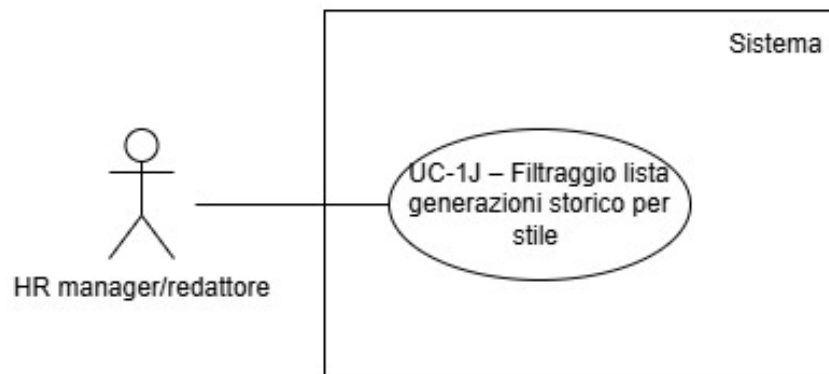 Sistema
UC-1J – Filtraggio lista
generazioni storico per
stile
HR manager/redattore